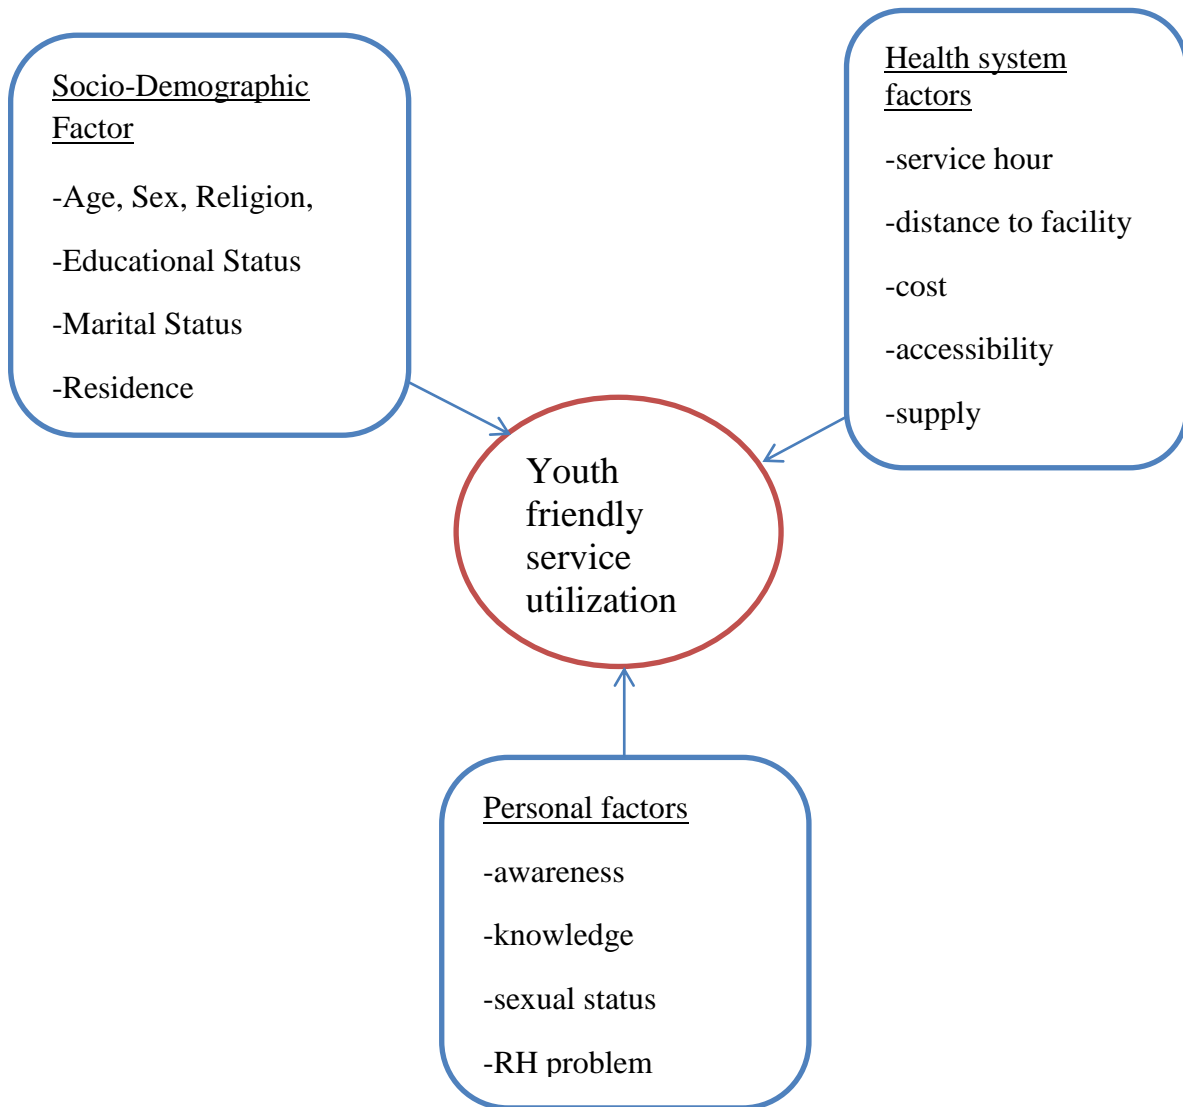 Socio-Demographic
Factor
-Age, Sex, Religion,
-Educational Status
-Marital Status
-Residence
Health system
factors
-service hour
-distance to facility
-cost
-accessibility
-supply
Youth
friendly
service
utilization
Personal factors
-awareness
-knowledge
-sexual status
-RH problem